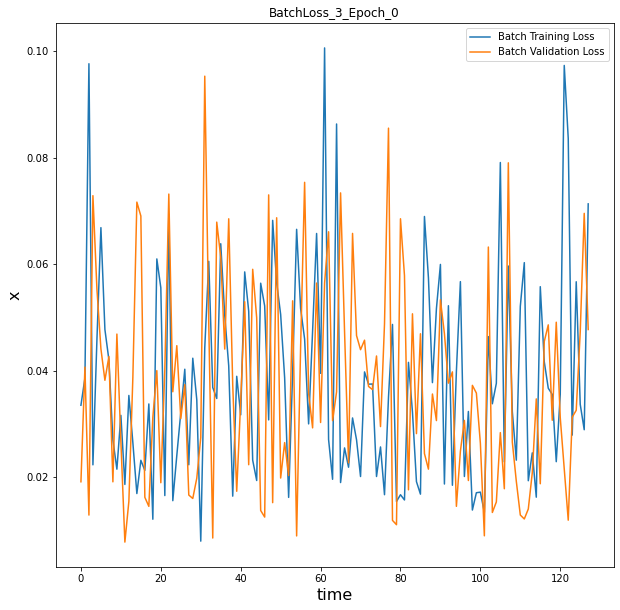 BatchLoss_3_Epoch_0
Batch Training Loss
Batch Validation Loss
0.10
0.08
0.06
0.04
0.02
x
0 20 40 60 80 100 120
time